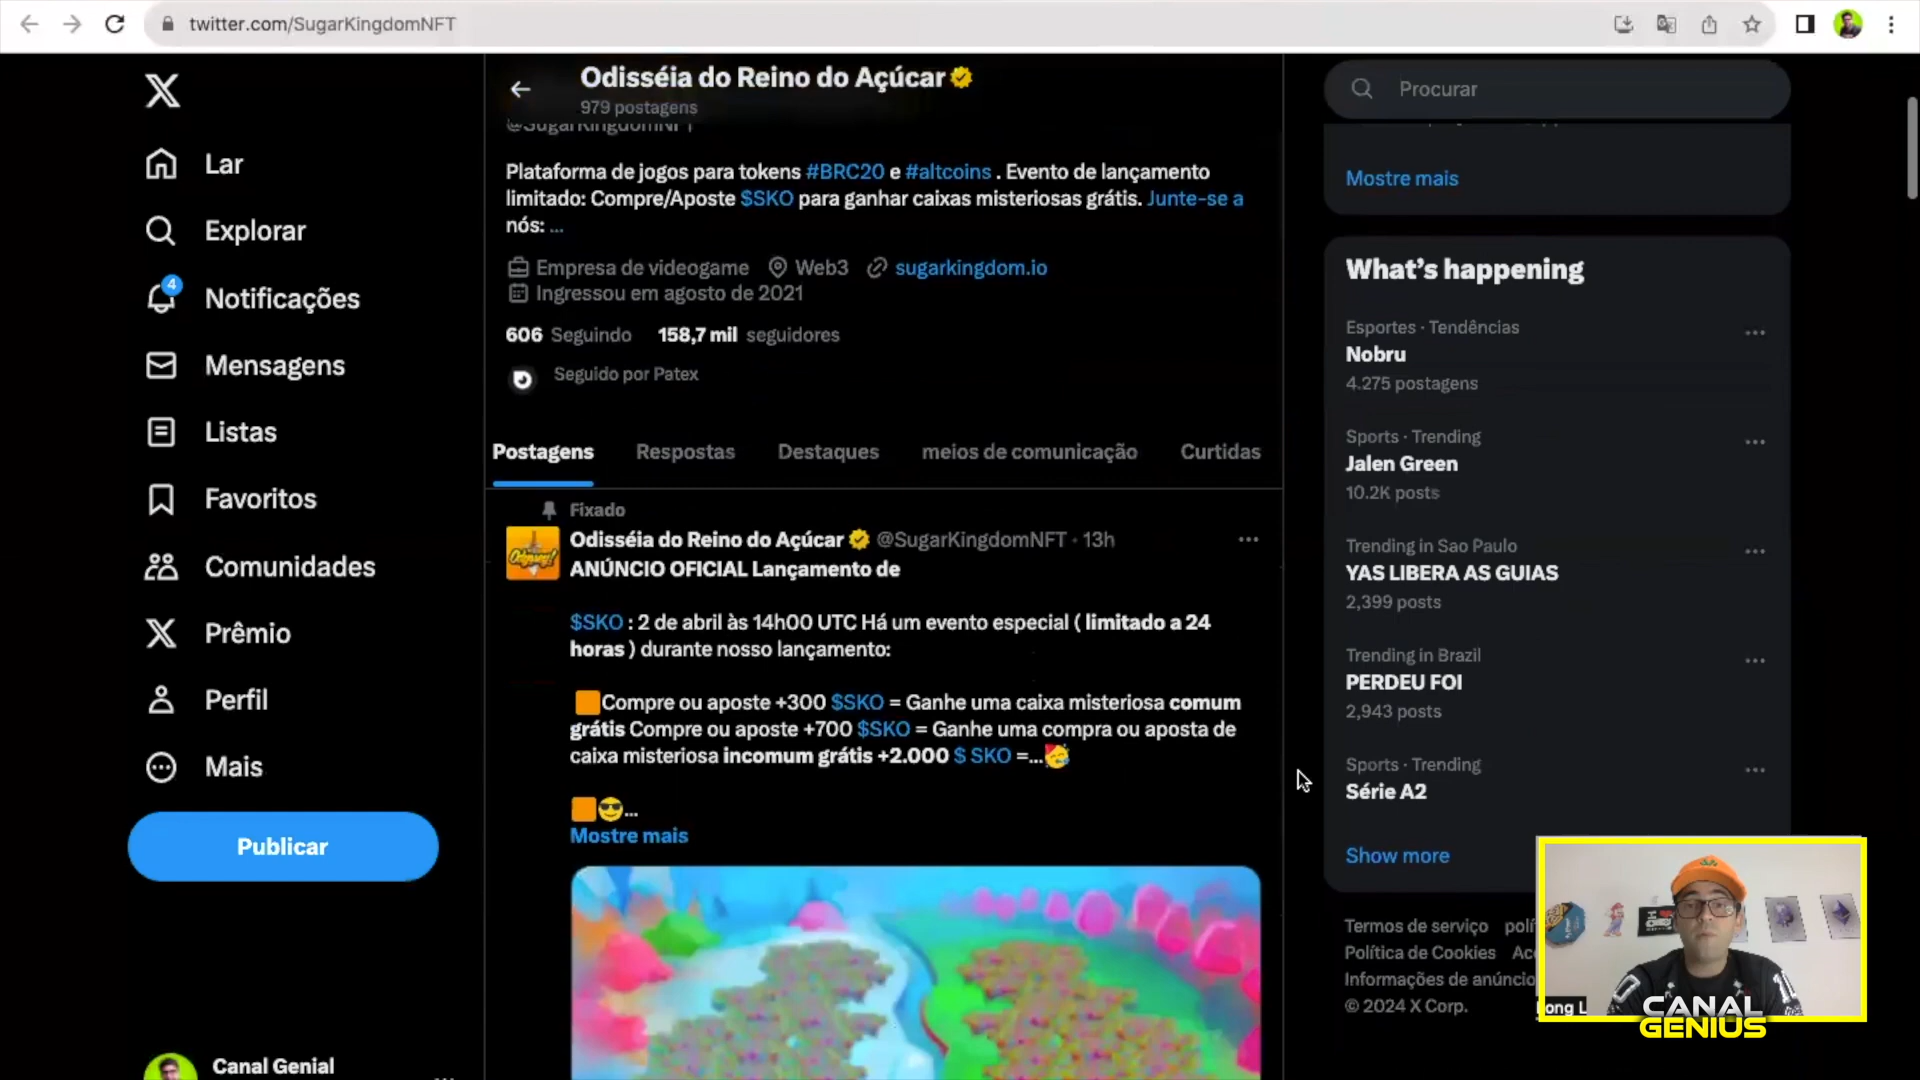 twitter.com/SugarKingdomNFT
Odisséia do Reino do Açúcar
979 postagens
@SugarKingdomNFT
Plataforma de jogos para tokens #BRC20 e #altcoins . Evento de lançamento
limitado: Compre/Aposte $SKO para ganhar caixas misteriosas grátis. Junte-se a
nós: ...
Empresa de videogame Web3 sugarkingdom.io
Ingressou em agosto de 2021
606 Seguindo 158,7 mil seguidores
Seguido por Patex
Postagens Respostas Destaques meios de comunicação Curtidas
Fixado
Odisséia do Reino do Açúcar @SugarKingdomNFT · 13h
ANÚNCIO OFICIAL Lançamento de
$SKO : 2 de abril às 14h00 UTC Há um evento especial ( limitado a 24
horas ) durante nosso lançamento:
Compre ou aposte +300 $SKO = Ganhe uma caixa misteriosa comum
grátis Compre ou aposte +700 $SKO = Ganhe uma compra ou aposta de
caixa misteriosa incomum grátis +2.000 $ SKO =...
...
Mostre mais
Lar
Explorar
4
Notificações
Mensagens
Listas
Favoritos
Comunidades
Prêmio
Perfil
Mais
Publicar
Canal Genial
Procurar
Mostre mais
What's happening
Esportes · Tendências
Nobru
4.275 postagens
Sports · Trending
Jalen Green
10.2K posts
Trending in Sao Paulo
YAS LIBERA AS GUIAS
2,399 posts
Trending in Brazil
PERDEU FOI
2,943 posts
Sports · Trending
Série A2
Show more
Termos de serviço
Política de Cookies
Informações de anúncio
© 2024 X Corp.
CANAL
GENIUS